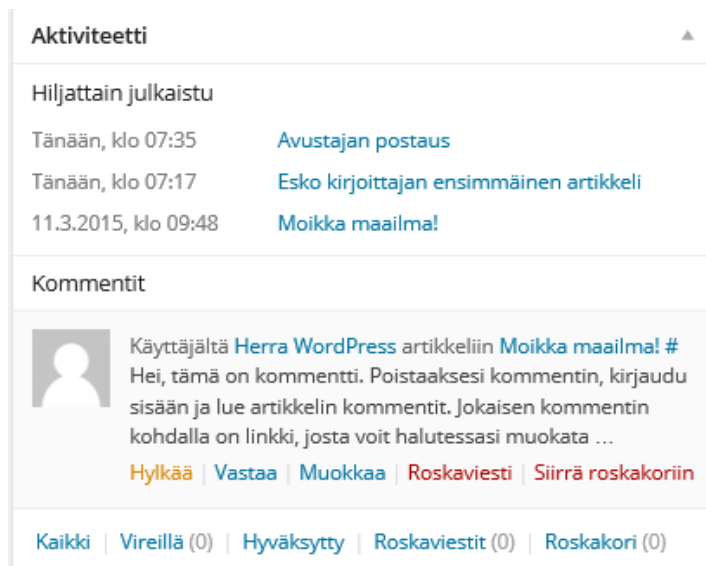 Aktiviteetti
Hiljattain julkaistu
Tänään, klo 07:35 Avustajan postaus
Tänään, klo 07:17 Esko kirjoittajan ensimmäinen artikkeli
11.3.2015, klo 09:48 Moikka maailma!
Kommentit
Käyttäjältä Herra WordPress artikkeliin Moikka maailma! #
Hei, tämä on kommentti. Poistaaksesi kommentin, kirjaudu
sisään ja lue artikkelin kommentit. Jokaisen kommentin
kohdalla on linkki, josta voit halutessasi muokata …
Hylkää | Vastaa | Muokkaa | Roskaviesti | Siirrä roskakoriin
Kaikki | Vireillä (0) | Hyväksytty | Roskaviestit (0) | Roskakori (0)